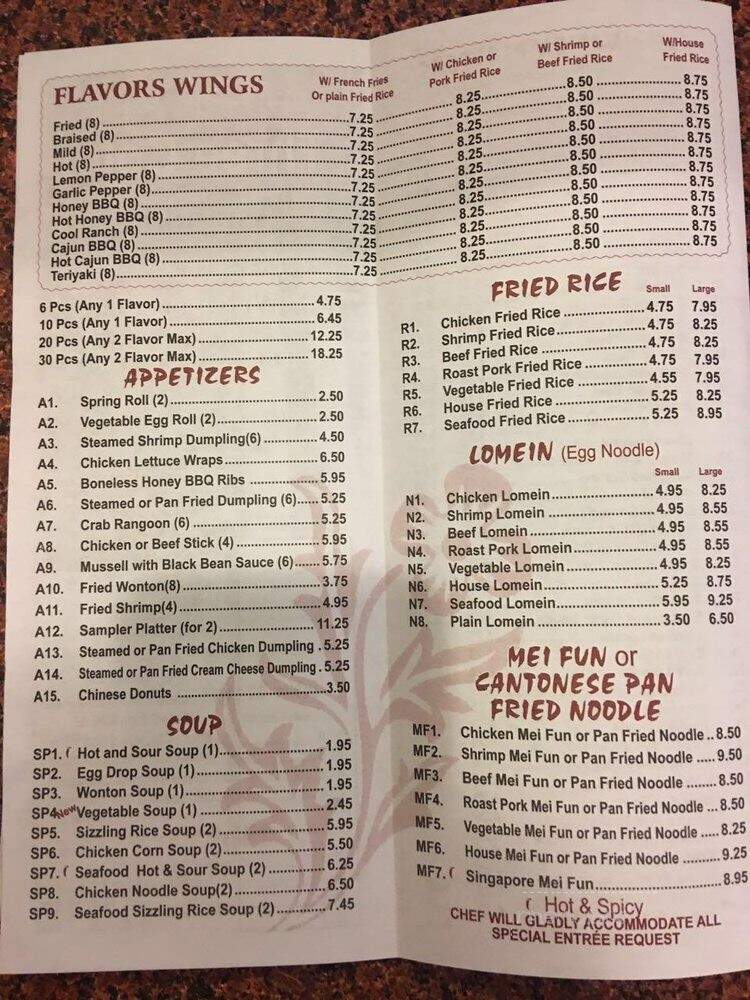 FLAVORS WINGS
W/ French Fries Or plain Fried Rice W/ Chicken or Pork Fried Rice W/ Shrimp or Beef Fried Rice W/House Fried Rice
Fried (8) 7.25 8.25 8.50 8.75
Braised (8) 7.25 8.25 8.50 8.75
Mild (8) 7.25 8.25 8.50 8.75
Hot (8) 7.25 8.25 8.50 8.75
Lemon Pepper (8) 7.25 8.25 8.50 8.75
Garlic Pepper (8) 7.25 8.25 8.50 8.75
Honey BBQ (8) 7.25 8.25 8.50 8.75
Hot Honey BBQ (8) 7.25 8.25 8.50 8.75
Cool Ranch (8) 7.25 8.25 8.50 8.75
Cajun BBQ (8) 7.25 8.25 8.50 8.75
Hot Cajun BBQ (8) 7.25 8.25 8.50 8.75
Teriyaki (8) 7.25 8.25 8.50 8.75
6 Pcs (Any 1 Flavor) 4.75
10 Pcs (Any 1 Flavor) 6.45
20 Pcs (Any 2 Flavor Max) 12.25
30 Pcs (Any 2 Flavor Max) 18.25
APPETIZERS
A1. Spring Roll (2) 2.50
A2. Vegetable Egg Roll (2) 2.50
A3. Steamed Shrimp Dumpling(6) 4.50
A4. Chicken Lettuce Wraps 6.50
A5. Boneless Honey BBQ Ribs 5.95
A6. Steamed or Pan Fried Dumpling (6) 5.25
A7. Crab Rangoon (6) 5.25
A8. Chicken or Beef Stick (4) 5.95
A9. Mussell with Black Bean Sauce (6) 5.75
A10. Fried Wonton(8) 3.75
A11. Fried Shrimp(4) 4.95
A12. Sampler Platter (for 2) 11.25
A13. Steamed or Pan Fried Chicken Dumpling 5.25
A14. Steamed or Pan Fried Cream Cheese Dumpling 5.25
A15. Chinese Donuts 3.50
SOUP
SP1. Hot and Sour Soup (1) 1.95
SP2. Egg Drop Soup (1) 1.95
SP3. Wonton Soup (1) 1.95
SP4. New Vegetable Soup (1) 2.45
SP5. Sizzling Rice Soup (2) 5.95
SP6. Chicken Corn Soup (2) 5.50
SP7. Seafood Hot & Sour Soup (2) 6.25
SP8. Chicken Noodle Soup(2) 6.50
SP9. Seafood Sizzling Rice Soup (2) 7.45
FRIED RICE Small Large
R1. Chicken Fried Rice 4.75 7.95
R2. Shrimp Fried Rice 4.75 8.25
R3. Beef Fried Rice 4.75 8.25
R4. Roast Pork Fried Rice 4.75 7.95
R5. Vegetable Fried Rice 4.55 7.95
R6. House Fried Rice 5.25 8.25
R7. Seafood Fried Rice 5.25 8.95
LOMEIN (Egg Noodle)
Small Large
N1. Chicken Lomein 4.95 8.25
N2. Shrimp Lomein 4.95 8.55
N3. Beef Lomein 4.95 8.55
N4. Roast Pork Lomein 4.95 8.55
N5. Vegetable Lomein 4.95 8.25
N6. House Lomein 5.25 8.75
N7. Seafood Lomein 5.95 9.25
N8. Plain Lomein 3.50 6.50
MEI FUN or
CANTONESE PAN
FRIED NOODLE
MF1. Chicken Mei Fun or Pan Fried Noodle 8.50
MF2. Shrimp Mei Fun or Pan Fried Noodle 9.50
MF3. Beef Mei Fun or Pan Fried Noodle 8.50
MF4. Roast Pork Mei Fun or Pan Fried Noodle 8.50
MF5. Vegetable Mei Fun or Pan Fried Noodle 8.25
MF6. House Mei Fun or Pan Fried Noodle 9.25
MF7. Singapore Mei Fun 8.95
Hot & Spicy
CHEF WILL GLADLY ACCOMMODATE ALL
SPECIAL ENTRÉE REQUEST